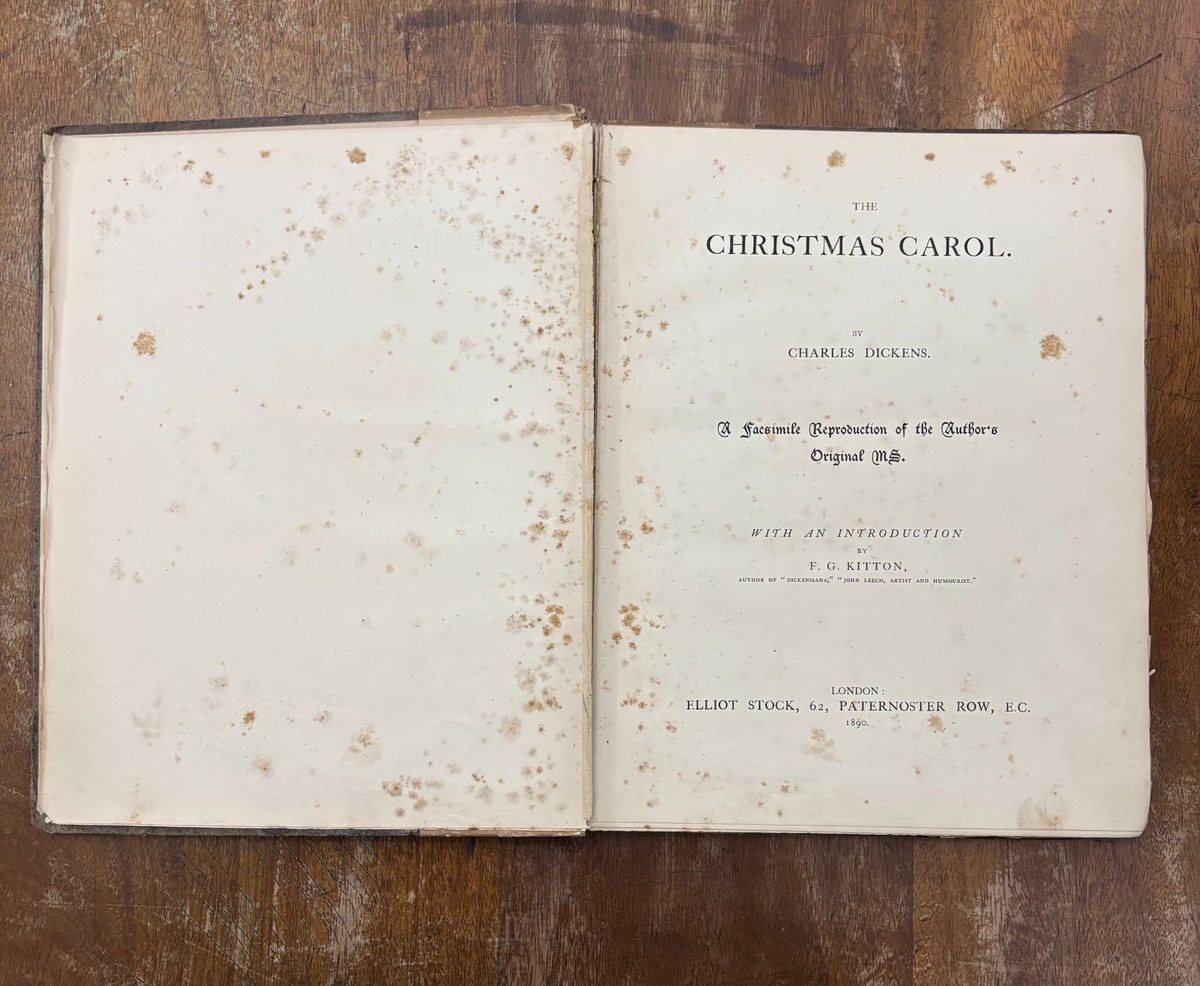 THE
CHRISTMAS CAROL.
BY
CHARLES DICKENS.
A Facsimile Reproduction of the Author's
Original MS.
WITH AN INTRODUCTION
BY
F. G. KITTON,
AUTHOR OF "DICKENSIANA;" "JOHN LEECH, ARTIST AND HUMOURIST."
LONDON:
ELLIOT STOCK, 62, PATERNOSTER ROW, E.C.
1890.